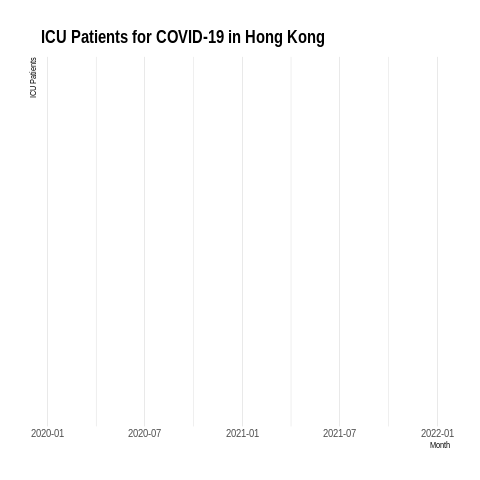 ICU Patients for COVID-19 in Hong Kong
ICU Patients
2020-01 2020-07 2021-01 2021-07 2022-01
Month